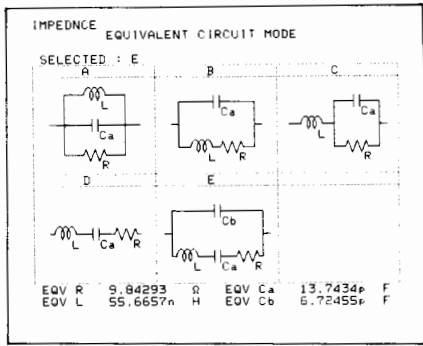 IMPEDNCE
EQUIVALENT CIRCUIT MODE
SELECTED : E
A B C
L Ca R
Ca L R
L Ca R
D E
L Ca R
Cb L Ca R
EQV R 9.84293 Ω EQV Ca 13.7434p F
EQV L 55.6657n H EQV Cb 6.72455p F